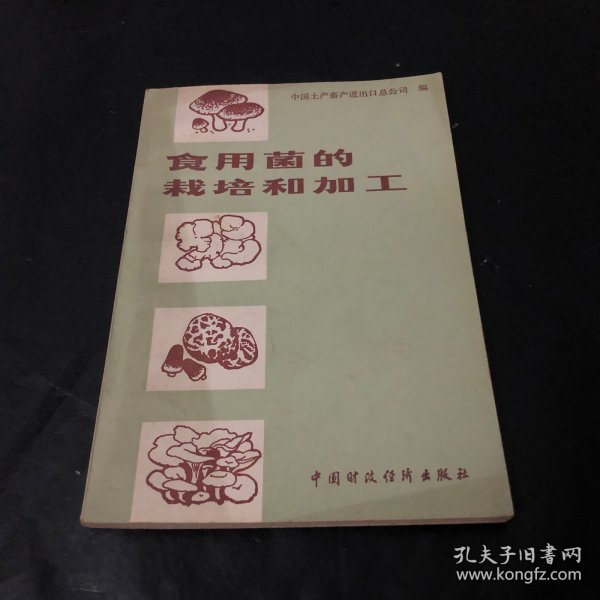 中国土产畜产进出口总公司 编
食用菌的
栽培和加工
中国财政经济出版社
孔夫子旧书网
www.kongfz.com